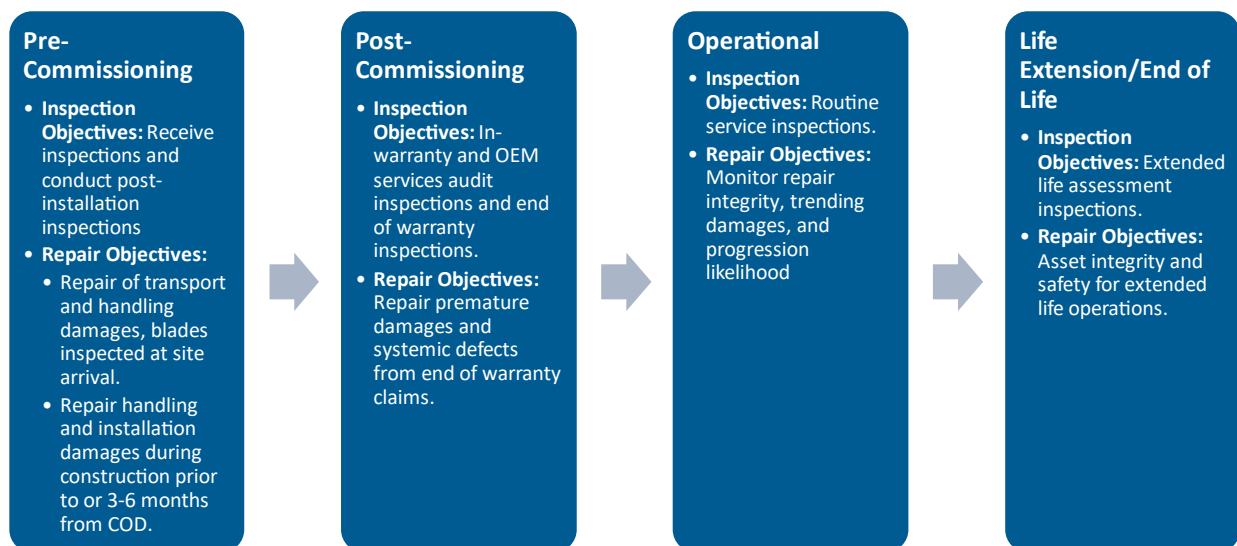 Pre-
Commissioning
• Inspection
Objectives: Receive
inspections and
conduct post-
installation
inspections
• Repair Objectives:
• Repair of transport
and handling
damages, blades
inspected at site
arrival.
• Repair handling
and installation
damages during
construction prior
to or 3-6 months
from COD.
Post-
Commissioning
• Inspection
Objectives: In-
warranty and OEM
services audit
inspections and end
of warranty
inspections.
• Repair Objectives:
Repair premature
damages and
systemic defects
from end of warranty
claims.
Operational
• Inspection
Objectives: Routine
service inspections.
• Repair Objectives:
Monitor repair
integrity, trending
damages, and
progression
likelihood
Life
Extension/End of
Life
• Inspection
Objectives: Extended
life assessment
inspections.
• Repair Objectives:
Asset integrity and
safety for extended
life operations.